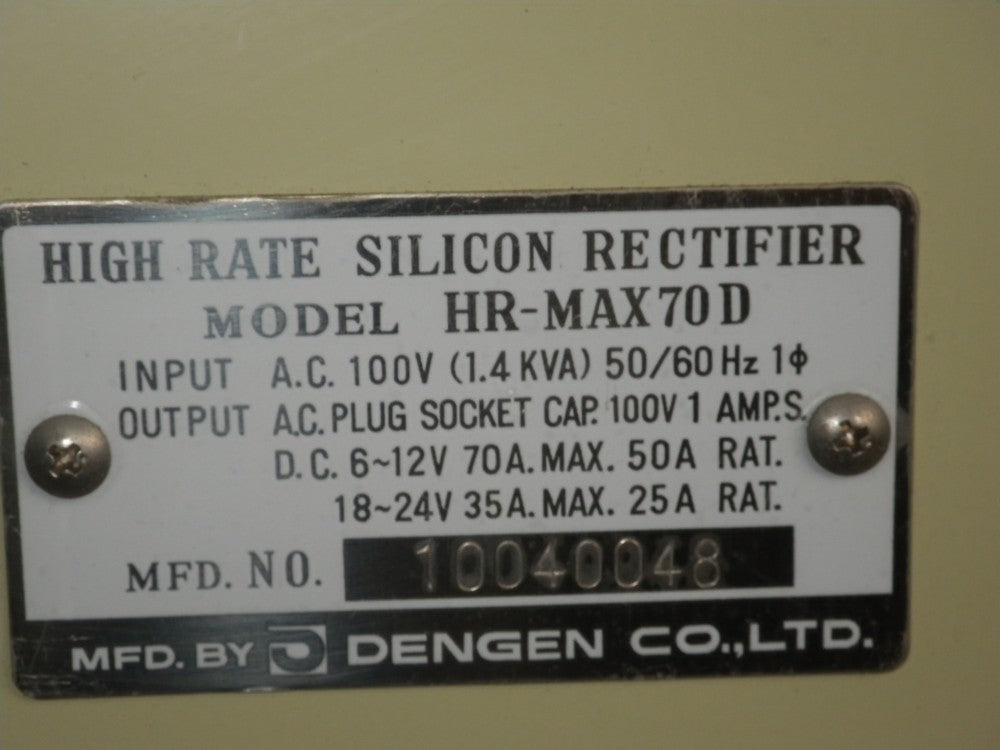 HIGH RATE SILICON RECTIFIER
MODEL HR-MAX70D
INPUT A.C. 100V (1.4 KVA) 50/60Hz 1ϕ
OUTPUT A.C. PLUG SOCKET CAP. 100V 1 AMP.S.
D.C. 6~12V 70A. MAX. 50A RAT.
18~24V 35A. MAX. 25A RAT.
MFD. NO. 10040048
MFD. BY DENGEN CO.,LTD.